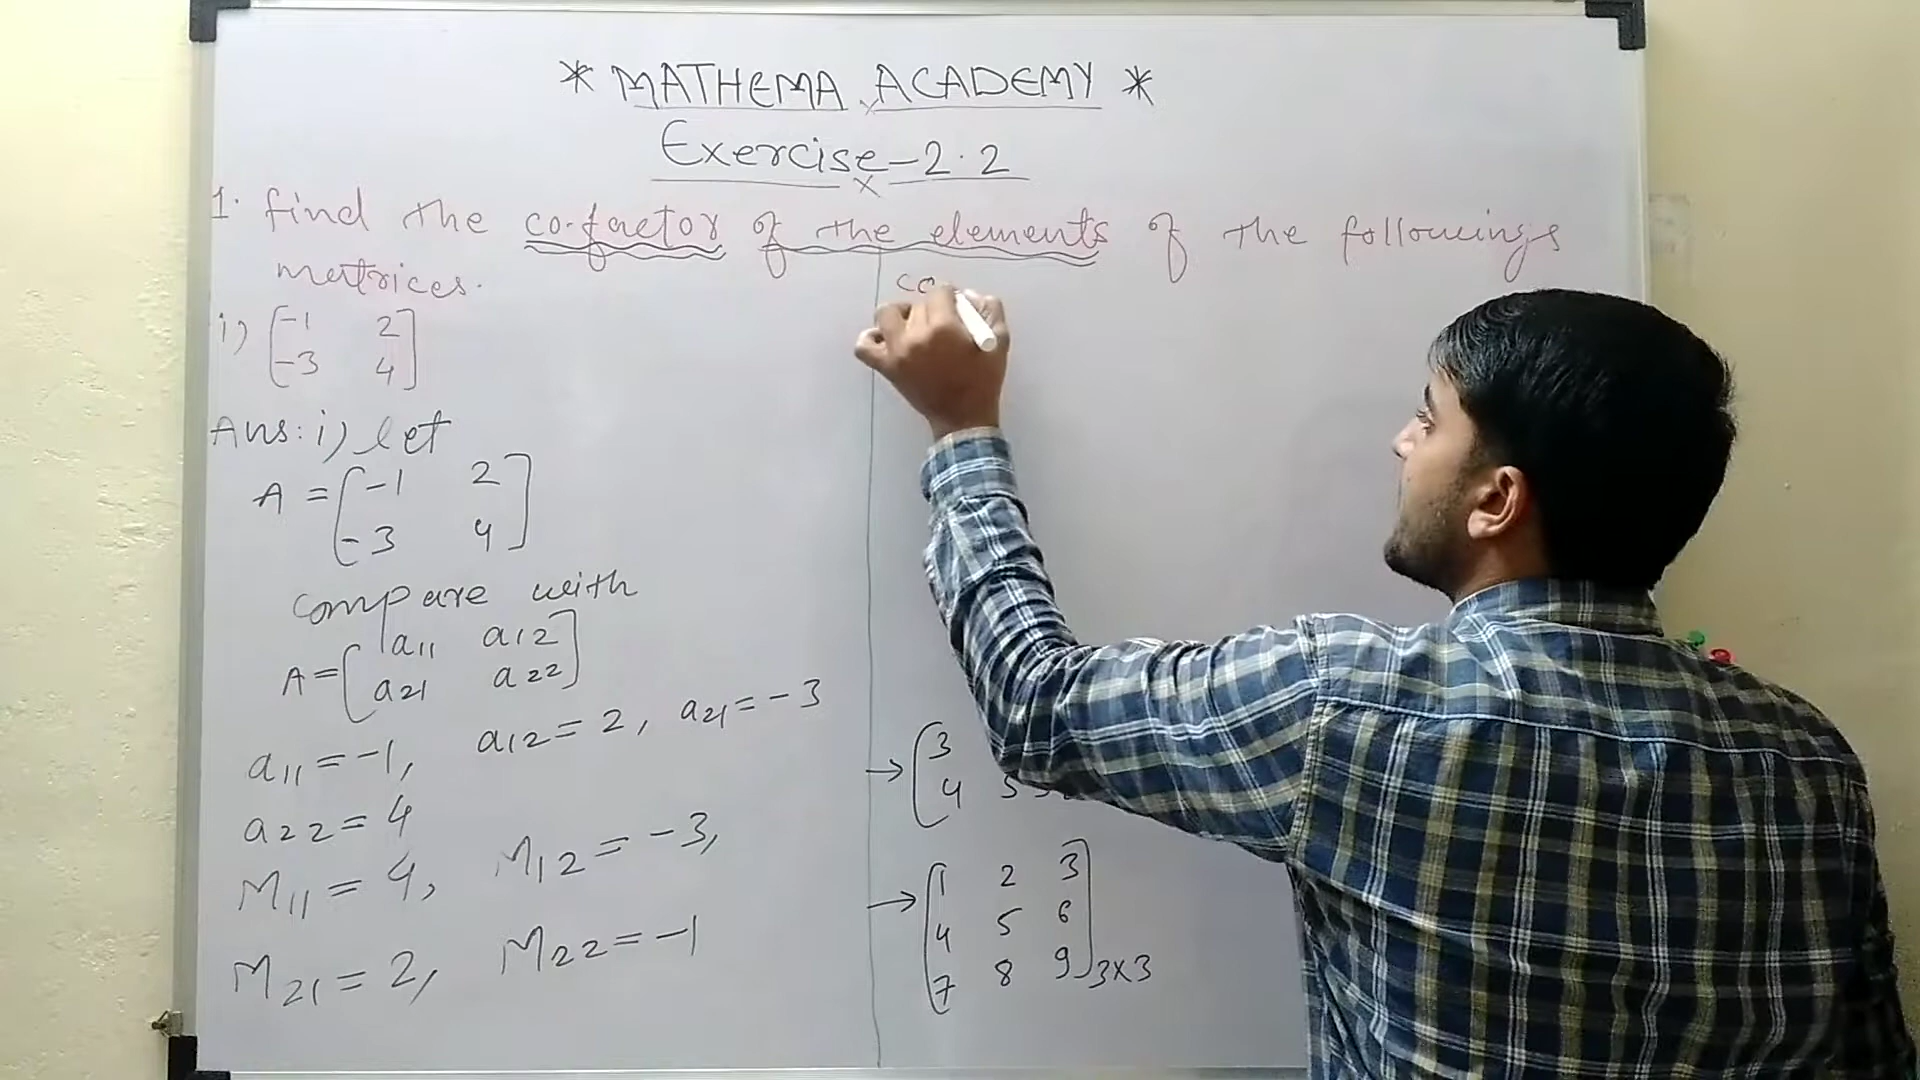 * MATHEMA ACADEMY *
Exercise-2.2
1. find the co-factor of the elements of the followings
matrices.
i) [-1 2]
[-3 4]
Ans: i) let
A = [-1 2]
[-3 4]
compare with
A = [a11 a12]
[a21 a22]
a11 = -1, a12 = 2, a21 = -3
a22 = 4
M11 = 4, M12 = -3,
M21 = 2, M22 = -1
co
→ [3
4 5
→ [1 2 3]
4 5 6
7 8 9] 3x3